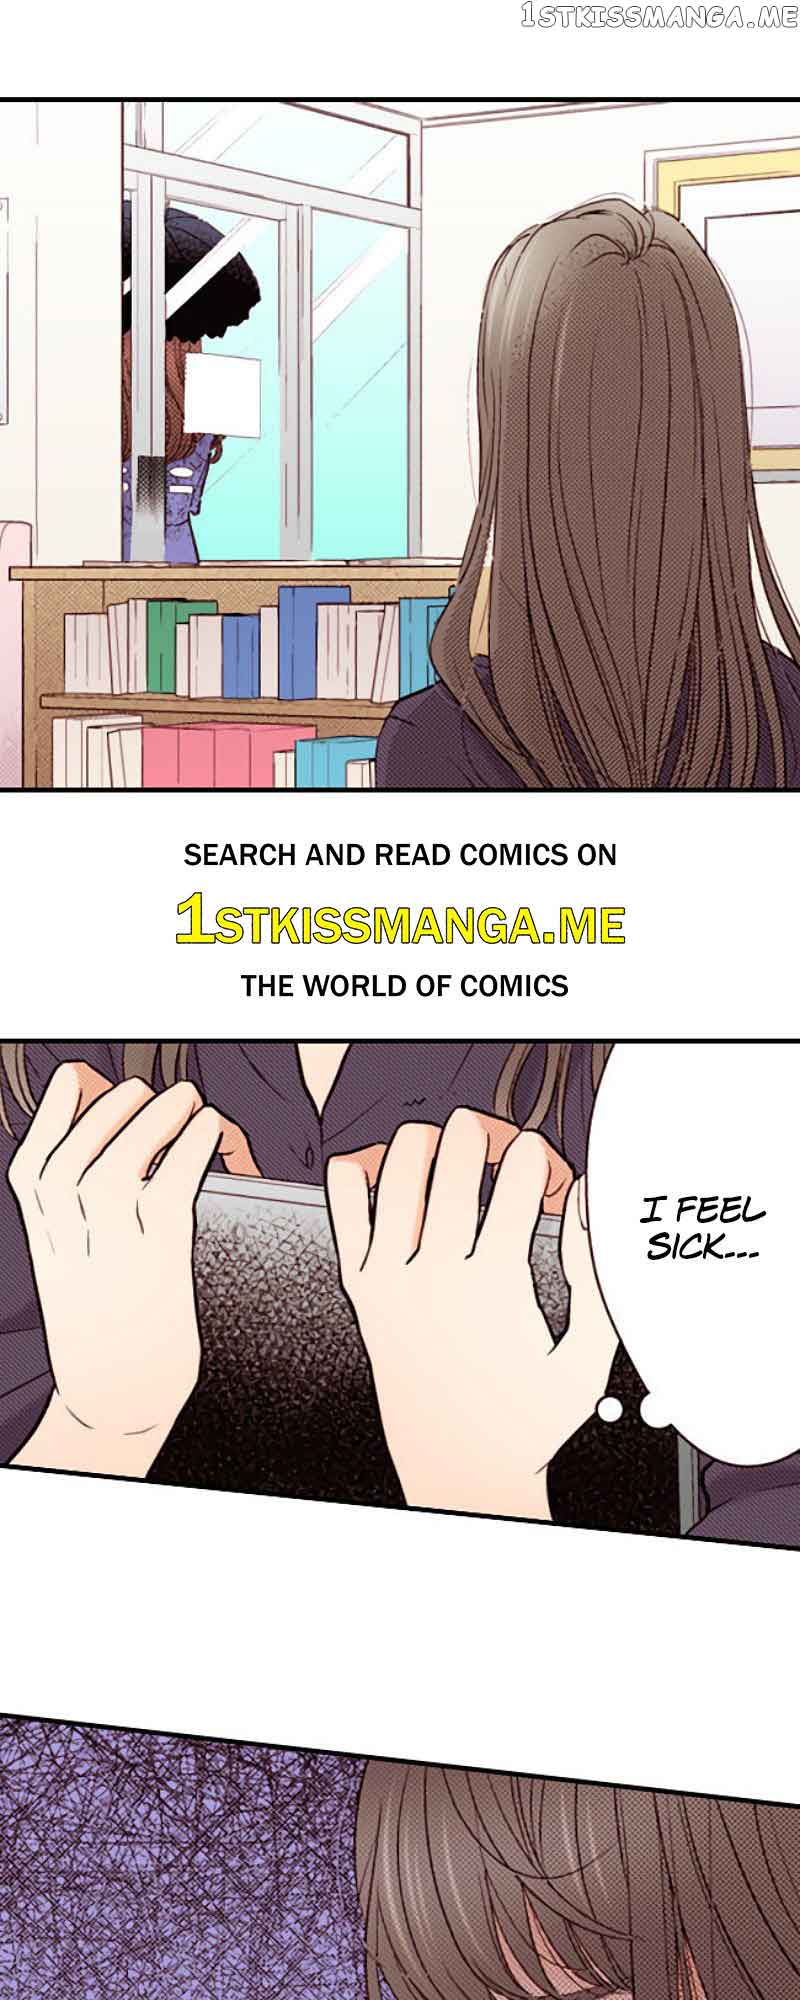 1STKISSMANGA.ME
SEARCH AND READ COMICS ON
1STKISSMANGA.ME
THE WORLD OF COMICS
I FEEL
SICK...